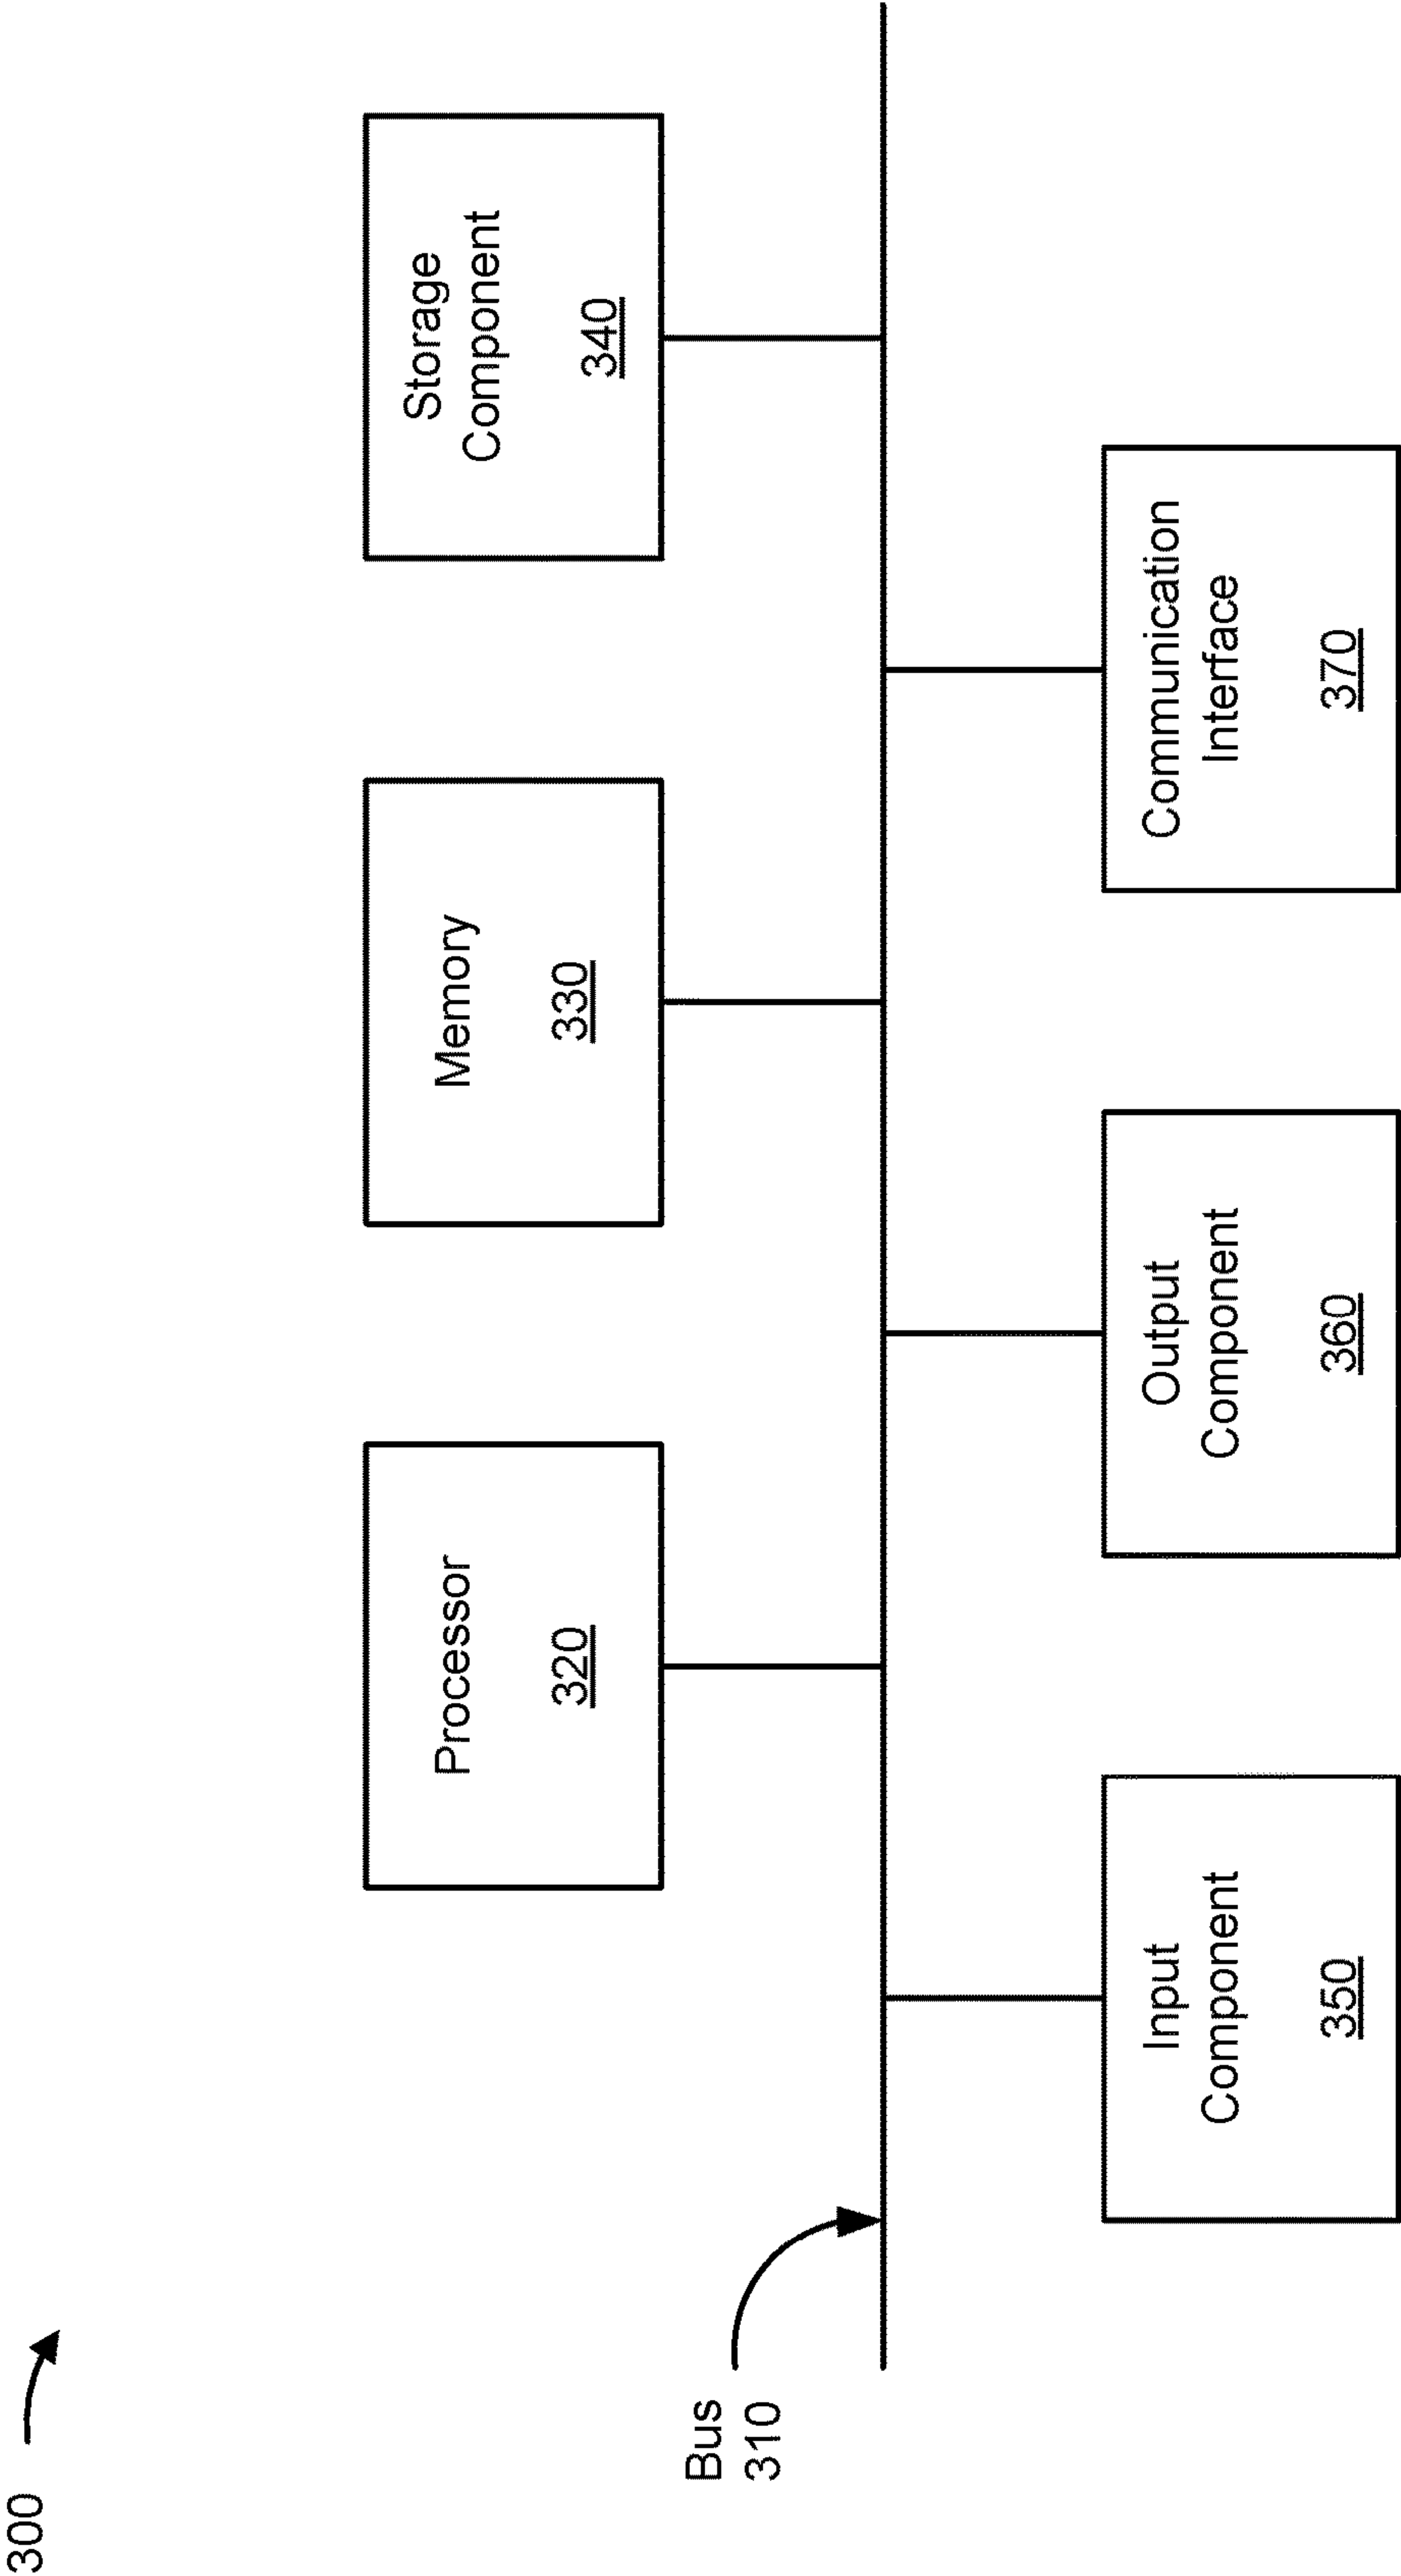 300
Bus
310
Processor
320
Memory
330
Storage
Component
340
Input
Component
350
Output
Component
360
Communication
Interface
370